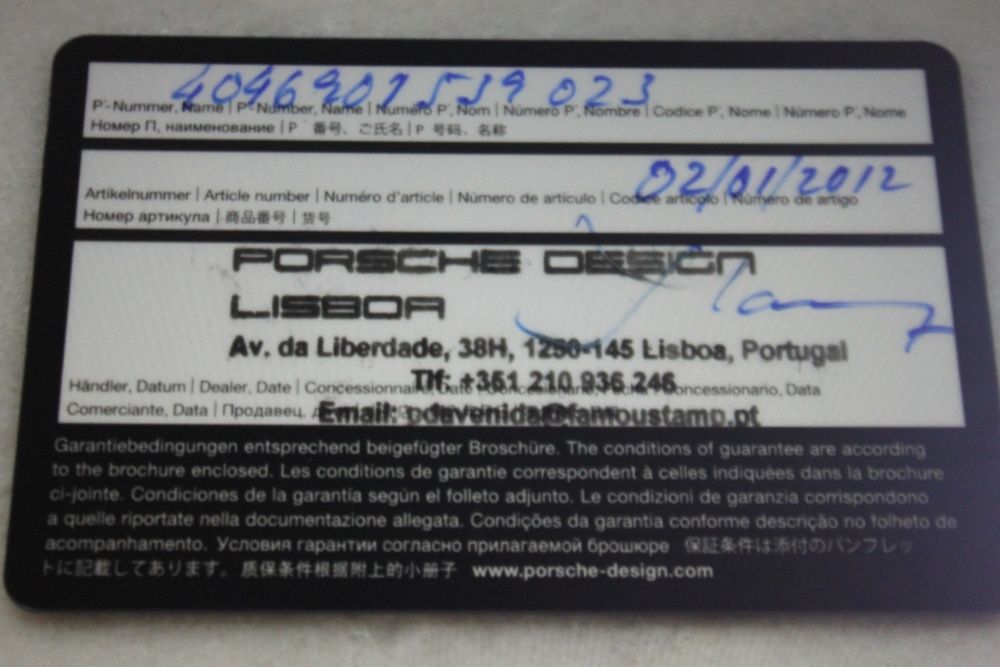 4046901539 023
P'-Nummer, Name | P'-Number, Name | Numéro P', Nom | Número P', Nombre | Codice P', Nome | Número P', Nome
Номер П, наименование | P' 番号、ご氏名 | P' 号码、名称
02/01/2012
Artikelnummer | Article number | Numéro d'article | Número de articulo | Codice articolo | Número de artigo
Номер артикула | 商品番号 | 货号
PORSCHE DESIGN
LISBOA
Av. da Liberdade, 38H, 1250-145 Lisboa, Portugal
Tlf: +351 210 936 246
Händler, Datum | Dealer, Date | Concessionnaire, Date Concessionario, Data
Email: pdavenida@famoustamp.pt
Comerciante, Data | Продавец,
Garantiebedingungen entsprechend beigefügter Broschüre. The conditions of guarantee are according
to the brochure enclosed. Les conditions de garantie correspondent à celles indiquées dans la brochure
ci-jointe. Condiciones de la garantía según el folleto adjunto. Le condizioni di garanzia corrispondono
a quelle riportate nella documentazione allegata. Condições da garantia conforme descrição no folheto de
acompanhamento. Условия гарантии согласно прилагаемой брошюре 保証条件は添付のパンフレッ
トに記載してあります。 质保条件根据附上的小册子 www.porsche-design.com